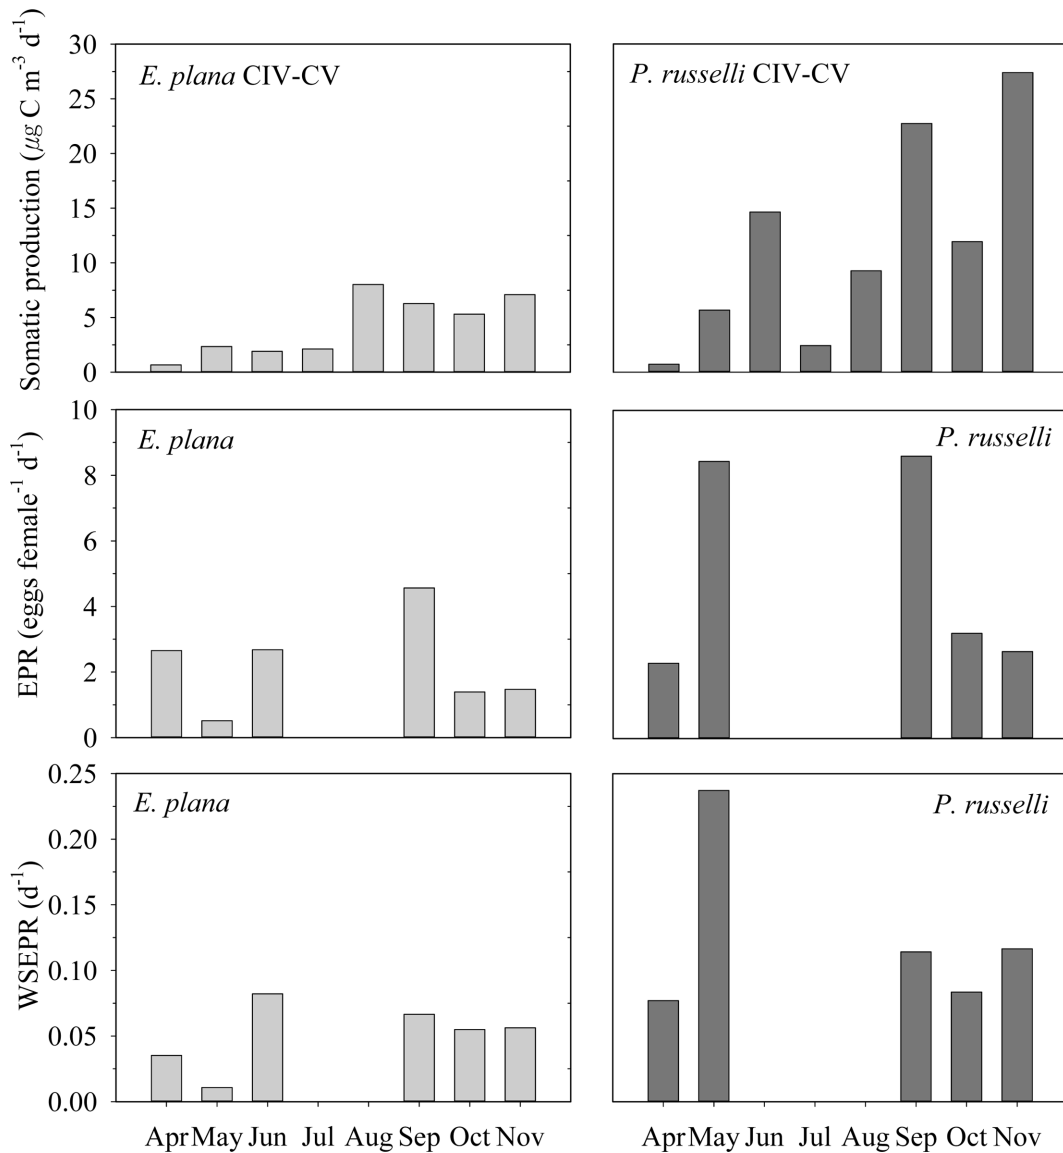 Somatic production (μg C m⁻³ d⁻¹)
30
25
20
15
10
5
0
E. plana CIV-CV
P. russelli CIV-CV
EPR (eggs female⁻¹ d⁻¹)
10
8
6
4
2
0
E. plana
P. russelli
WSEPR (d⁻¹)
0.25
0.20
0.15
0.10
0.05
0.00
E. plana
P. russelli
Apr May Jun Jul Aug Sep Oct Nov
Apr May Jun Jul Aug Sep Oct Nov